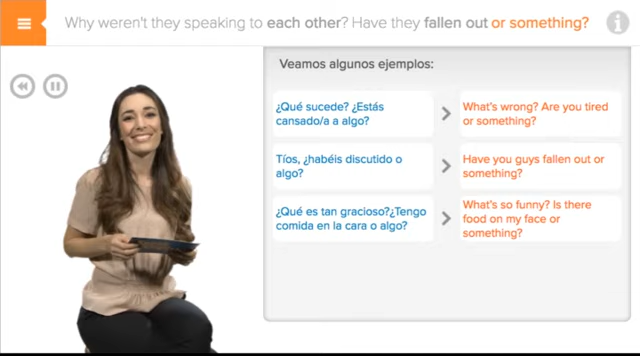 Why weren't they speaking to each other? Have they fallen out or something?
Veamos algunos ejemplos:
¿Qué sucede? ¿Estás
cansado/a a algo?
What's wrong? Are you tired
or something?
Tíos, ¿habéis discutido o
algo?
Have you guys fallen out or
something?
¿Qué es tan gracioso?¿Tengo
comida en la cara o algo?
What's so funny? Is there
food on my face or
something?